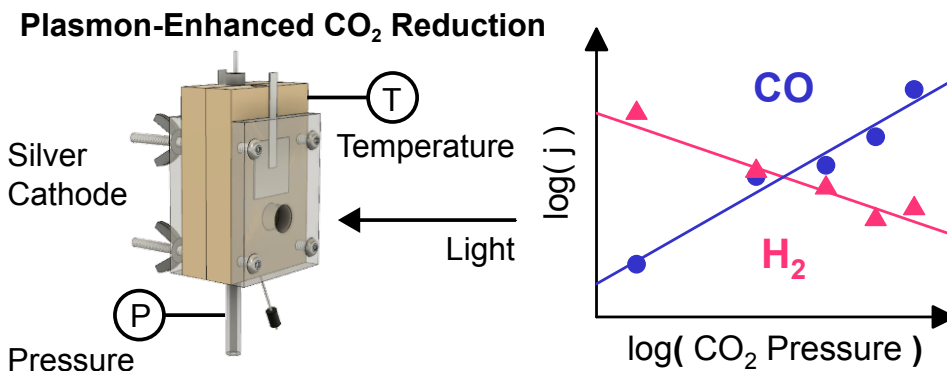 Plasmon-Enhanced CO₂ Reduction
T
Temperature
Silver
Cathode
Light
P
Pressure
log( j )
CO
H₂
log( CO₂ Pressure )